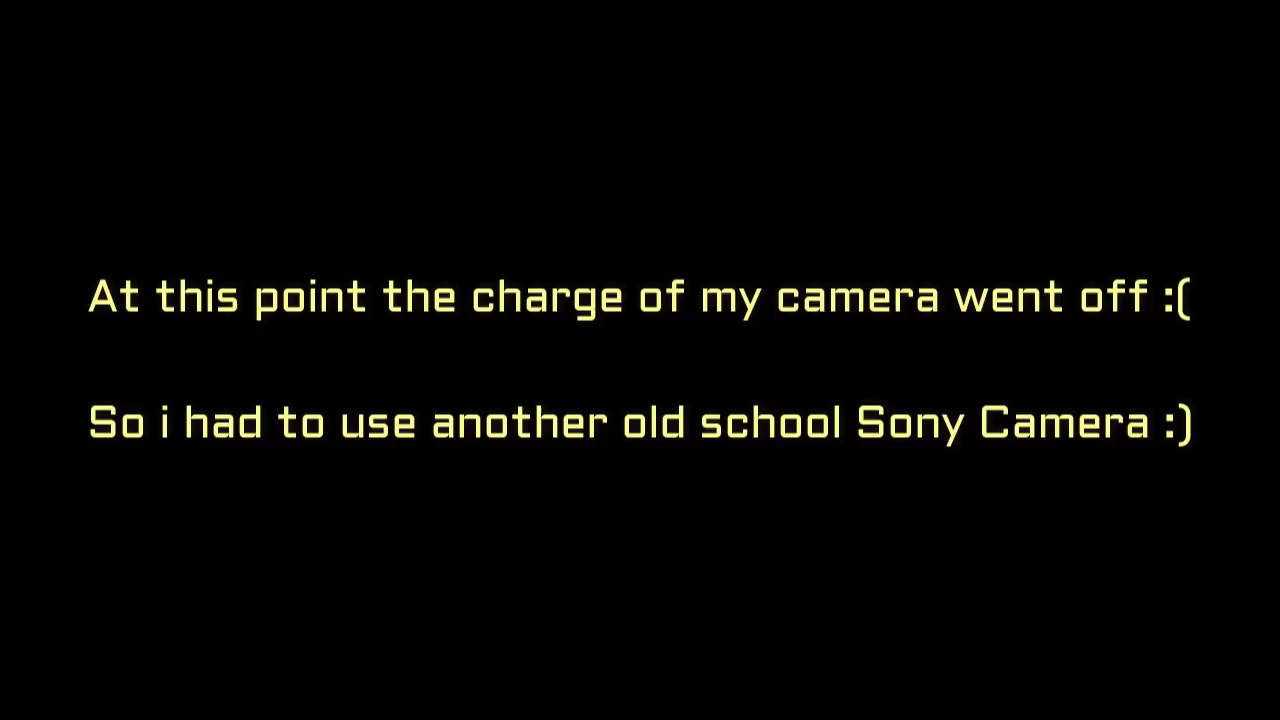 At this point the charge of my camera went off :(
So i had to use another old school Sony Camera :)